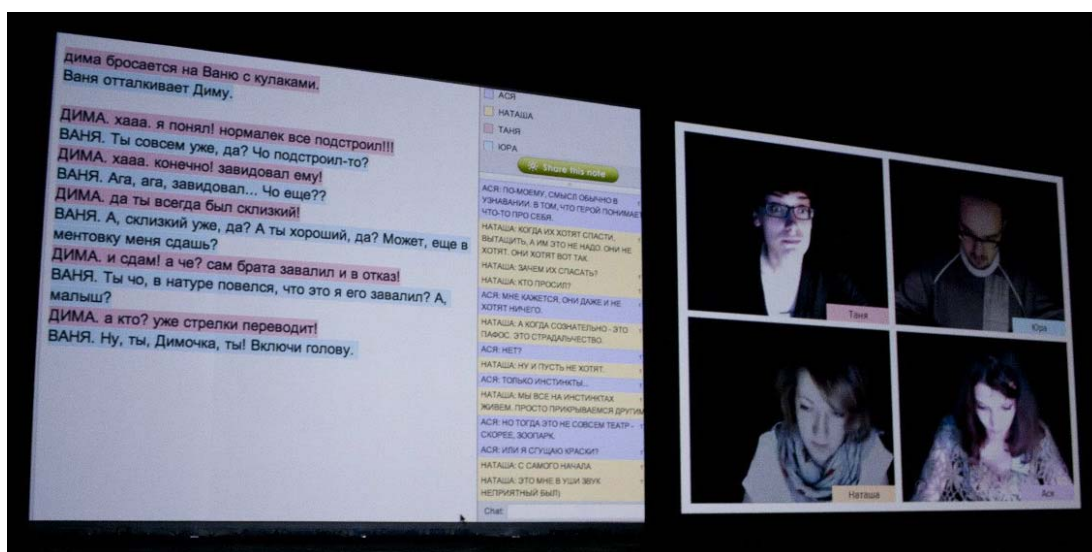 дима бросается на Ваню с кулаками.
Ваня отталкивает Диму.
ДИМА. хааа. я понял! нормалек все подстроил!!!
ВАНЯ. Ты совсем уже, да? Чо подстроил-то?
ДИМА. хааа. конечно! завидовал ему!
ВАНЯ. Ага, ага, завидовал... Чо еще??
ДИМА. да ты всегда был склизкий!
ВАНЯ. А, склизкий уже, да? А ты хороший, да? Может, еще в
ментовку меня сдашь?
ДИМА. и сдам! а че? сам брата завалил и в отказ!
ВАНЯ. Ты чо, в натуре повелся, что это я его завалил? А,
малыш?
ДИМА. а кто? уже стрелки переводит!
ВАНЯ. Ну, ты, Димочка, ты! Включи голову.
АСЯ
НАТАША
ТАНЯ
ЮРА
Share this note
АСЯ: ПО-МОЕМУ, СМЫСЛ ОБЫЧНО В
УЗНАВАНИИ. В ТОМ, ЧТО ГЕРОЙ ПОНИМАЕТ
ЧТО-ТО ПРО СЕБЯ.
НАТАША: КОГДА ИХ ХОТЯТ СПАСТИ,
ВЫТАЩИТЬ, А ИМ ЭТО НЕ НАДО. ОНИ НЕ
ХОТЯТ. ОНИ ХОТЯТ ВОТ ТАК.
НАТАША: ЗАЧЕМ ИХ СПАСАТЬ?
НАТАША: КТО ПРОСИЛ?
АСЯ: МНЕ КАЖЕТСЯ, ОНИ ДАЖЕ И НЕ
ХОТЯТ НИЧЕГО.
НАТАША: А КОГДА СОЗНАТЕЛЬНО - ЭТО
ПАФОС. ЭТО СТРАДАЛЬЧЕСТВО.
АСЯ: НЕТ?
НАТАША: НУ И ПУСТЬ НЕ ХОТЯТ.
АСЯ: ТОЛЬКО ИНСТИНКТЫ...
НАТАША: МЫ ВСЕ НА ИНСТИНКТАХ
ЖИВЕМ. ПРОСТО ПРИКРЫВАЕМСЯ ДРУГИМ
АСЯ: НО ТОГДА ЭТО НЕ СОВСЕМ ТЕАТР -
СКОРЕЕ, ЗООПАРК.
АСЯ: ИЛИ Я СГУЩАЮ КРАСКИ?
НАТАША: С САМОГО НАЧАЛА
НАТАША: ЭТО МНЕ В УШИ ЗВУК
НЕПРИЯТНЫЙ БЫЛ)
Chat:
Таня
Юра
Наташа
Ася